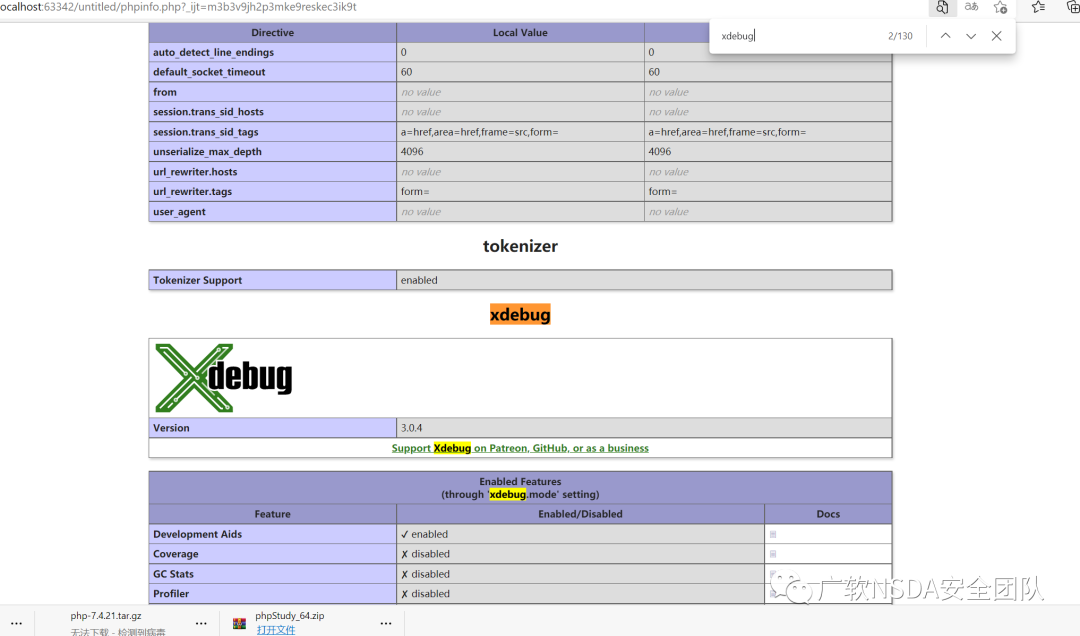 ocalhost:63342/untitled/phpinfo.php?_ijt=m3b3v9jh2p3mke9reskec3ik9t
xdebug 2/130
Directive Local Value
auto_detect_line_endings 0 0
default_socket_timeout 60 60
from no value no value
session.trans_sid_hosts no value no value
session.trans_sid_tags a=href,area=href,frame=src,form= a=href,area=href,frame=src,form=
unserialize_max_depth 4096 4096
url_rewriter.hosts no value no value
url_rewriter.tags form= form=
user_agent no value no value
tokenizer
Tokenizer Support enabled
xdebug
Xdebug
Version 3.0.4
Support Xdebug on Patreon, GitHub, or as a business
Enabled Features
(through 'xdebug.mode' setting)
Feature Enabled/Disabled Docs
Development Aids ✓ enabled
Coverage ✗ disabled
GC Stats ✗ disabled
Profiler ✗ disabled
广软NSDA安全团队
php-7.4.21.tar.gz
无法下载 - 检测到病毒
phpStudy_64.zip
打开文件